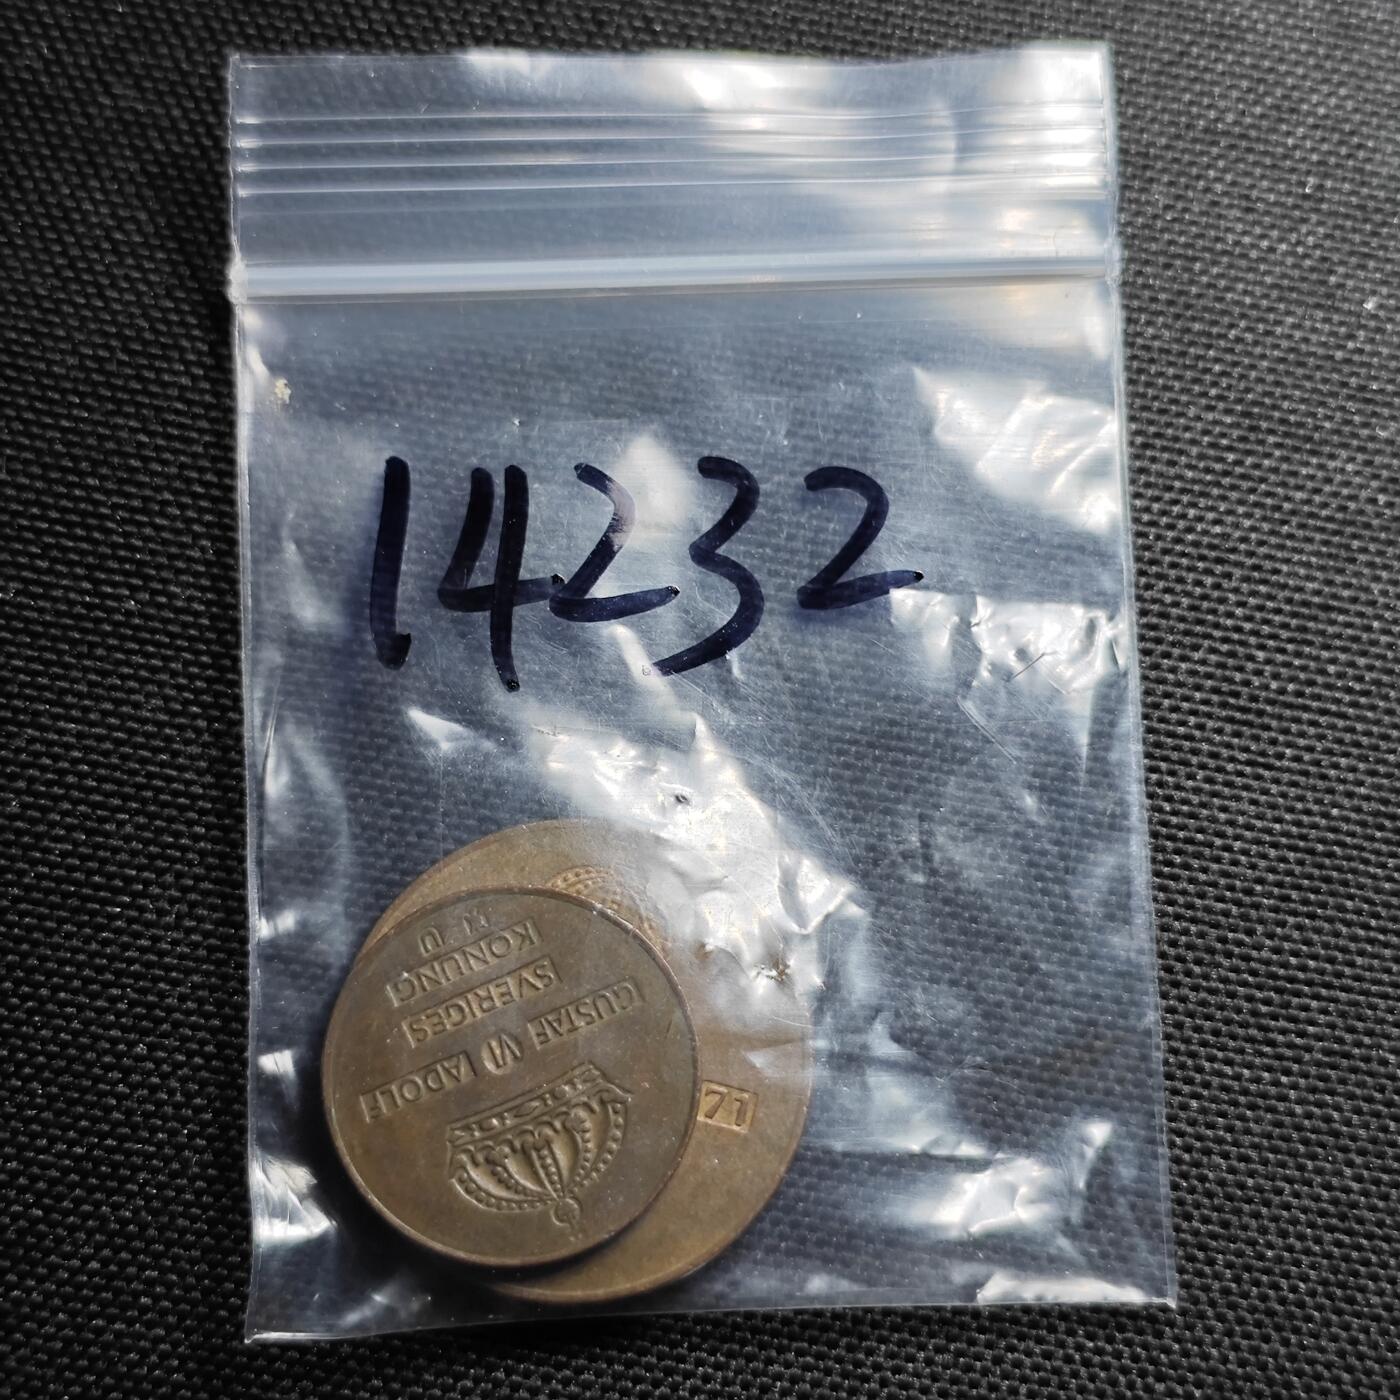 14232
GUSTAF VI ADOLF
SVERIGES
KONUNG
U
71